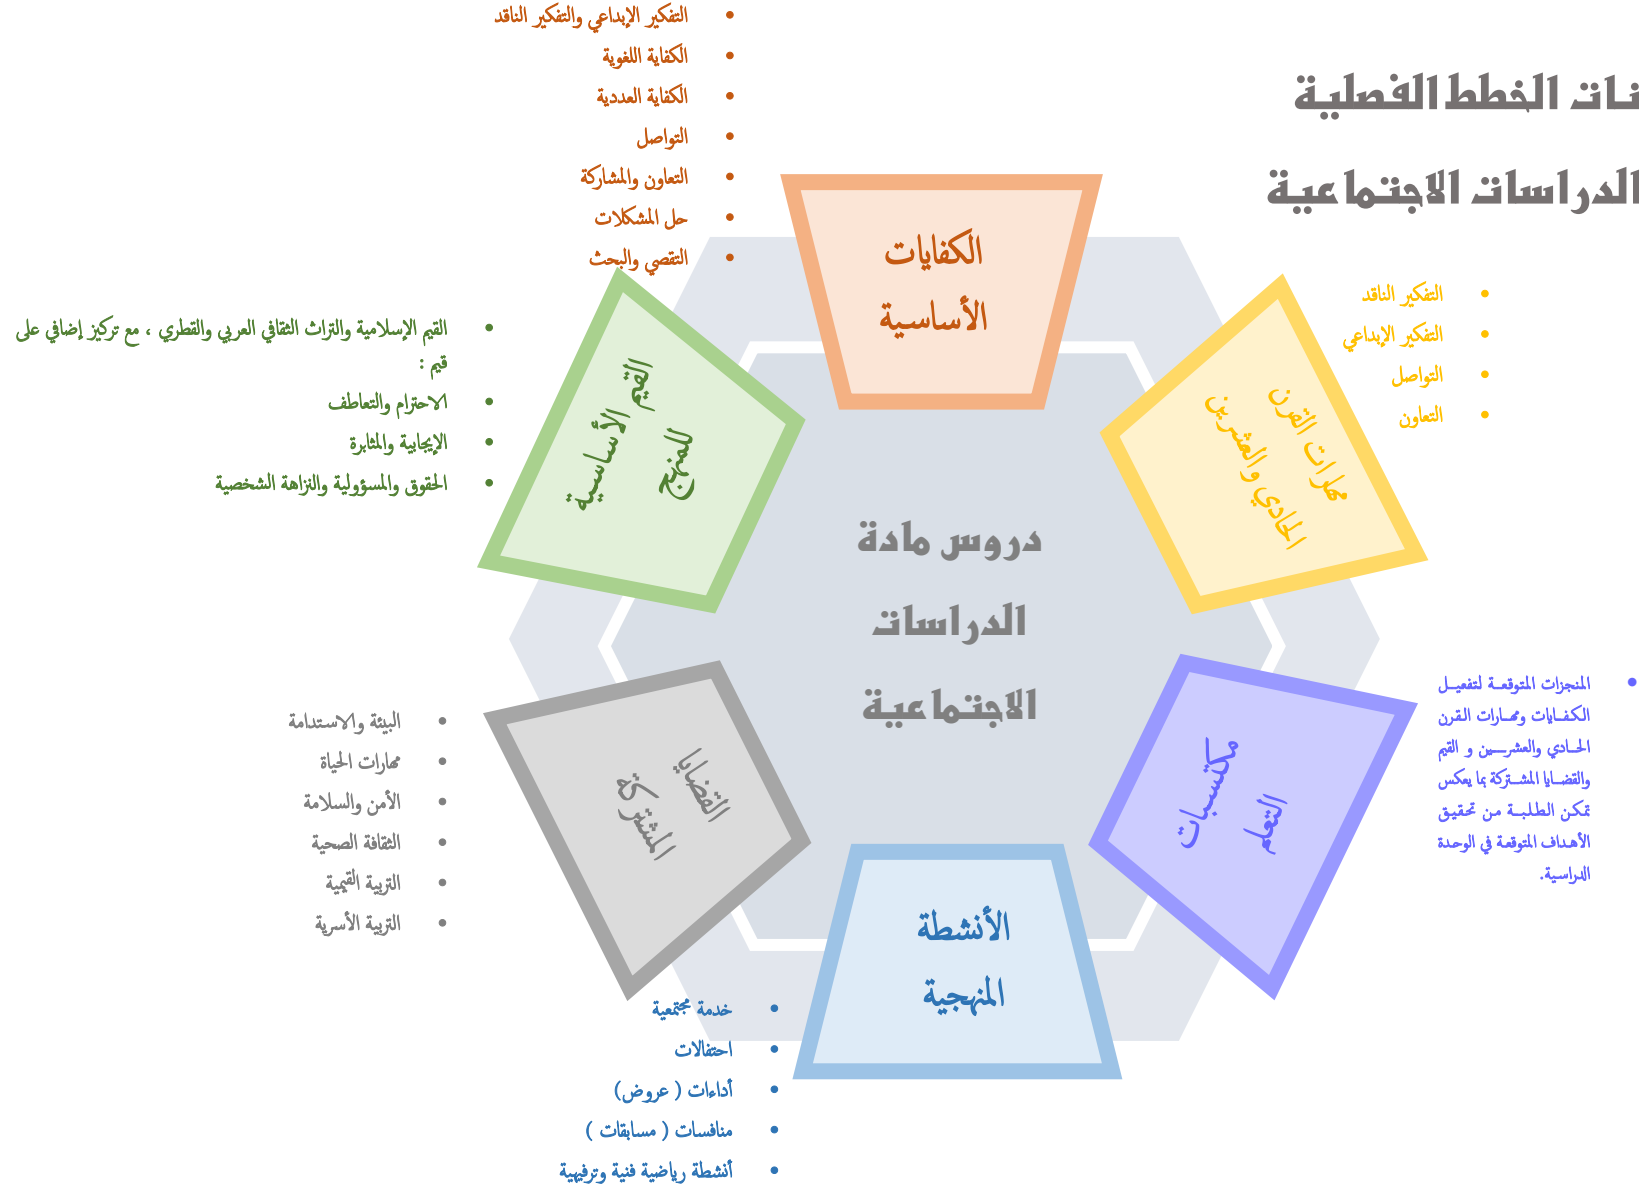 نات الخطط الفصلية
الدراسات الاجتماعية
التفكير الإبداعي والتفكير الناقد
الكفاية اللغوية
الكفاية العددية
التواصل
التعاون والمشاركة
حل المشكلات
التقصي والبحث
الكفايات
الأساسية
التفكير الناقد
التفكير الإبداعي
التواصل
التعاون
مهارات القرن
الحادي والعشرين
المنجزات المتوقعة لتفعيل
الكفايات ومهارات القرن
الحادي والعشرين و القيم
والقضايا المشتركة بما يعكس
تمكن الطلبة من تحقيق
الأهداف المتوقعة في الوحدة
الدراسية.
مكتسبات
التعلم
دروس مادة
الدراسات
الاجتماعية
القيم الإسلامية والتراث الثقافي العربي والقطري ، مع تركيز إضافي على
قيم :
الاحترام والتعاطف
الإيجابية والمثابرة
الحقوق والمسؤولية والنزاهة الشخصية
القيم الأساسية
للمنهج
البيئة والاستدامة
مهارات الحياة
الأمن والسلامة
الثقافة الصحية
التربية القيمية
التربية الأسرية
القضايا
المشتركة
الأنشطة
المنهجية
خدمة مجتمعية
احتفالات
أداءات ( عروض)
منافسات ( مسابقات )
أنشطة رياضية فنية وترفيهية